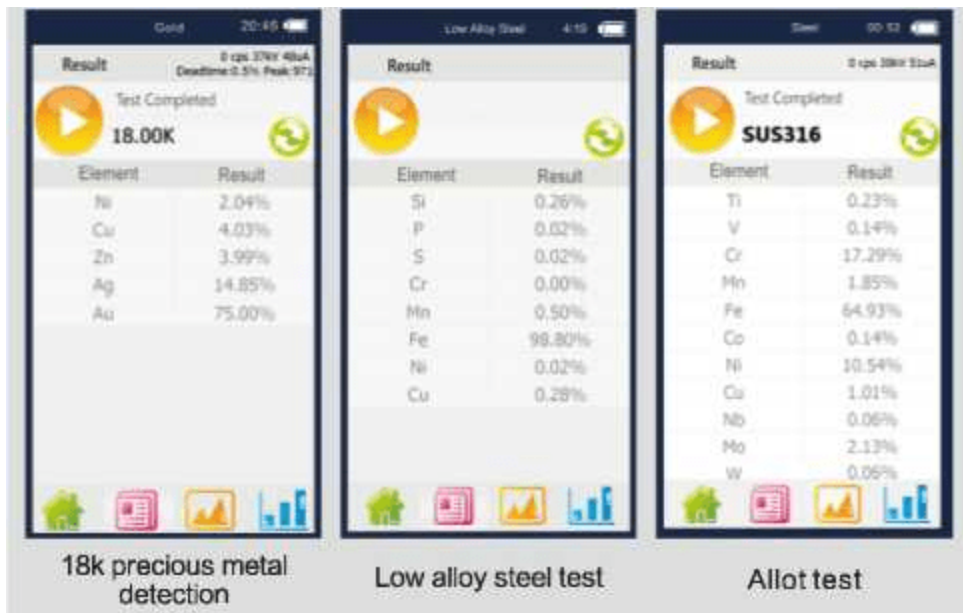 Gold 20:45
Result
0 cps 37kV 48uA
Deadtime:0.5% Peak:971
Test Completed
18.00K
Element Result
Ni 2.04%
Cu 4.03%
Zn 3.99%
Ag 14.85%
Au 75.00%
18k precious metal
detection
Low Alloy Steel 4:19
Result
Element Result
Si 0.26%
P 0.02%
S 0.02%
Cr 0.00%
Mn 0.50%
Fe 98.80%
Ni 0.02%
Cu 0.28%
Low alloy steel test
Steel 00:52
Result
0 cps
Test Completed
SUS316
Element Result
Ti 0.23%
V 0.14%
Cr 17.29%
Mn 1.85%
Fe 64.93%
Co 0.14%
Ni 10.54%
Cu 1.01%
Nb 0.06%
Mo 2.13%
W 0.06%
Allot test